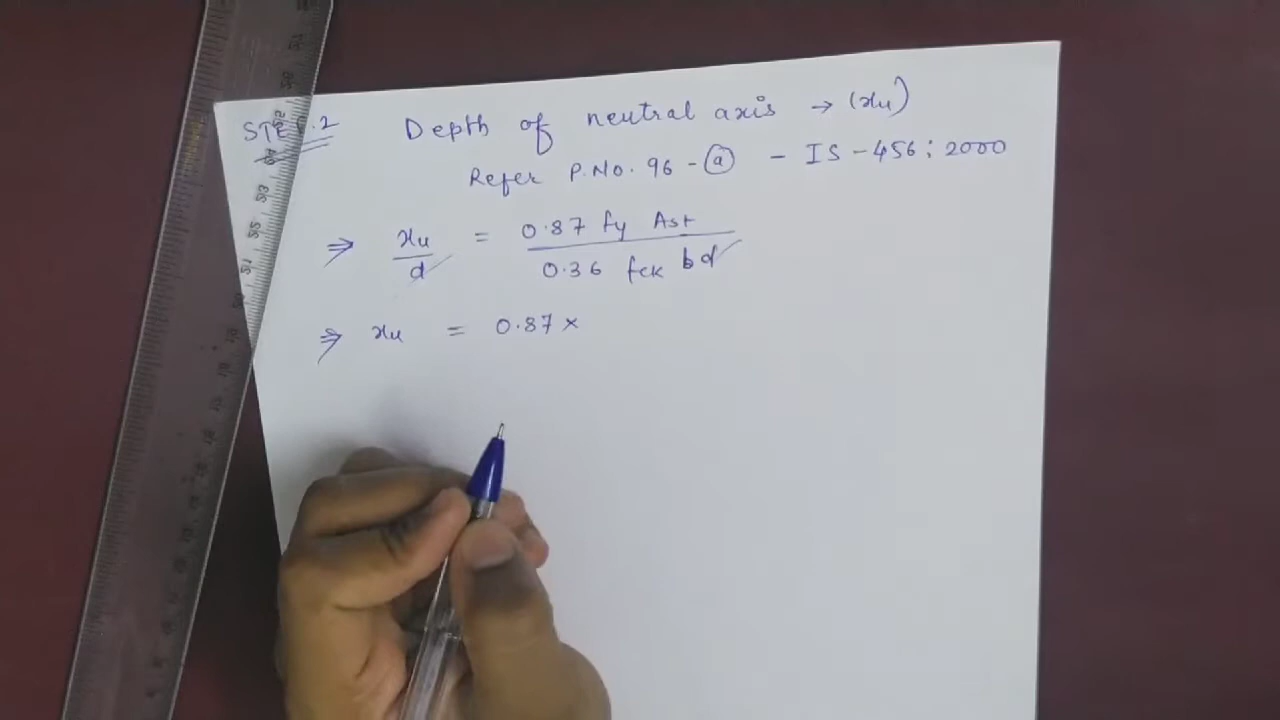 STEP.2 Depth of neutral axis → (xu)
Refer P.No. 96 - ⓐ - IS - 456 : 2000
⇒ xu / d = 0.87 fy Ast / 0.36 fck bd
⇒ xu = 0.87 ×